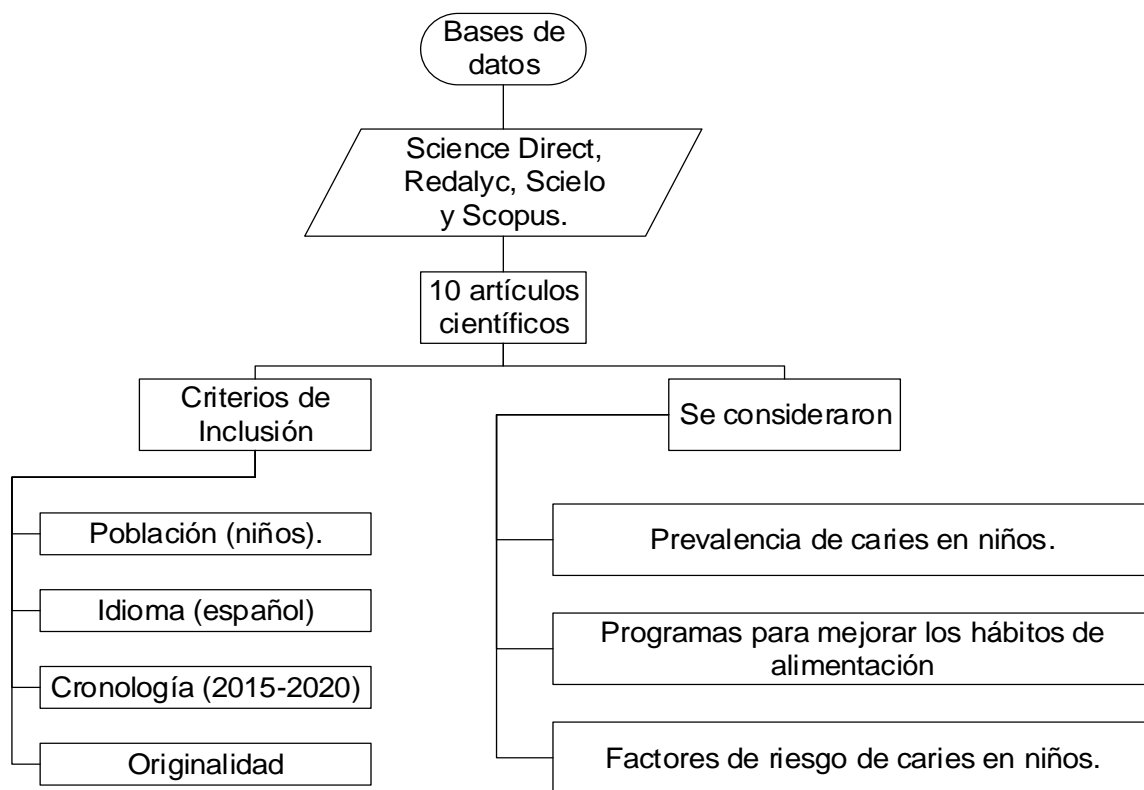 Bases de
datos
Science Direct,
Redalyc, Scielo
y Scopus.
10 artículos
científicos
Criterios de
Inclusión
Se consideraron
Población (niños).
Idioma (español)
Cronología (2015-2020)
Originalidad
Prevalencia de caries en niños.
Programas para mejorar los hábitos de
alimentación
Factores de riesgo de caries en niños.